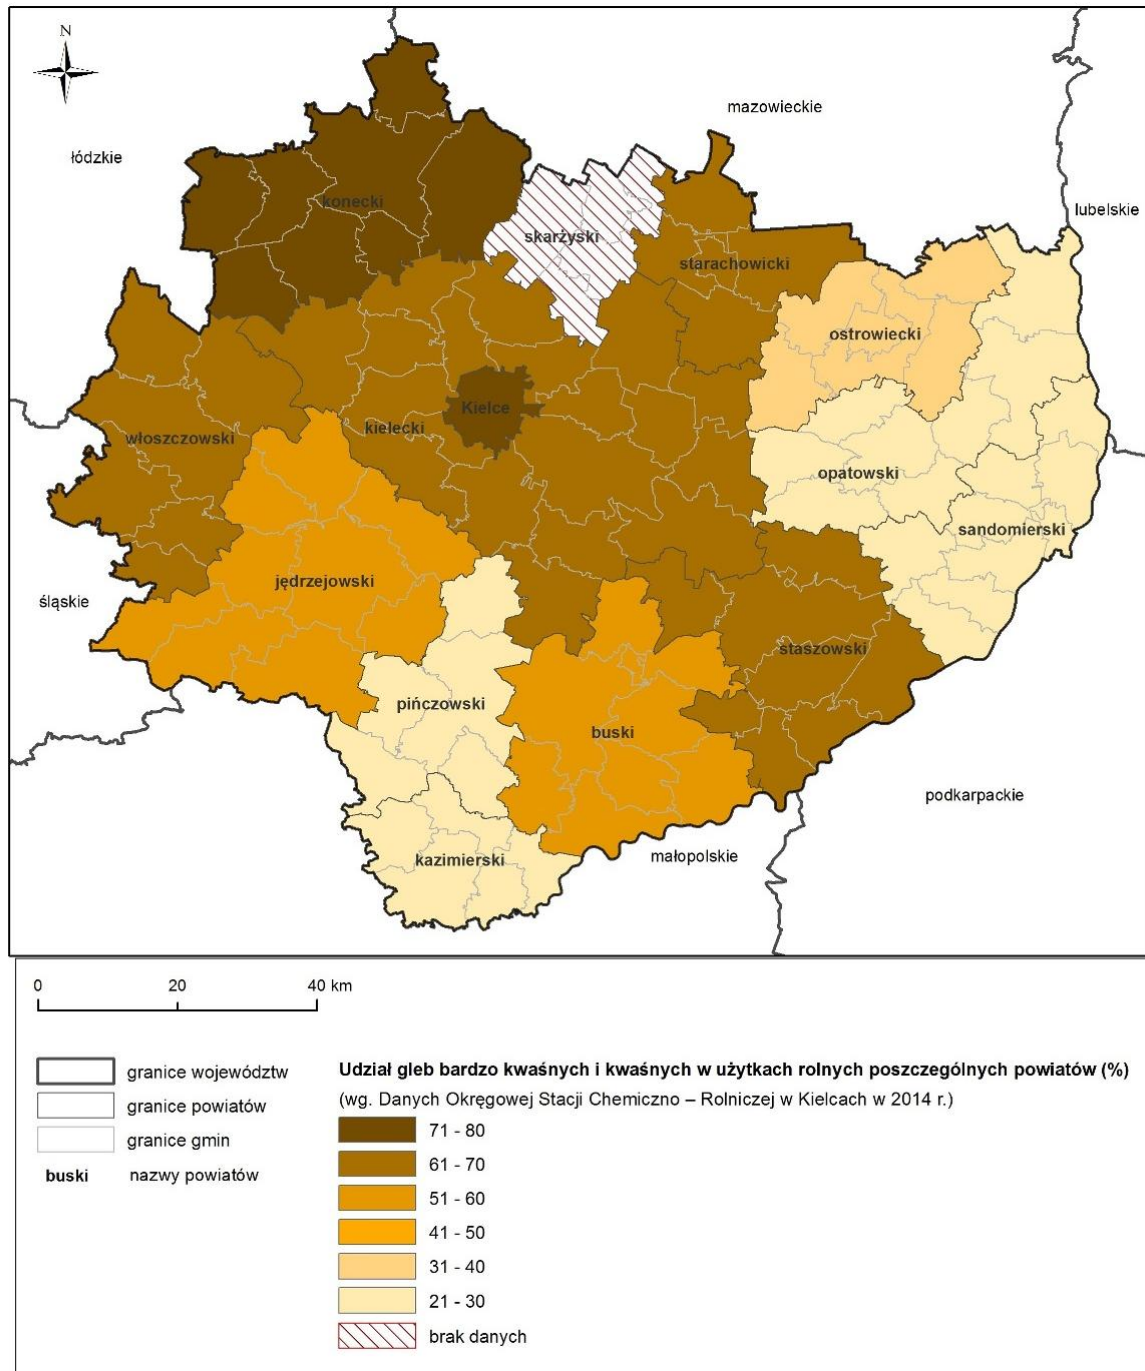 N
mazowieckie
łódzkie
konecki
lubelskie
skarżyski
starachowicki
ostrowiecki
Kielce
kielecki
włoszczowski
opatowski
sandomierski
jędrzejowski
śląskie
staszowski
pińczowski
buski
podkarpackie
małopolskie
kazimierski
0 20 40 km
granice województw
granice powiatów
granice gmin
buski nazwy powiatów
Udział gleb bardzo kwaśnych i kwaśnych w użytkach rolnych poszczególnych powiatów (%)
(wg. Danych Okręgowej Stacji Chemiczno – Rolniczej w Kielcach w 2014 r.)
71 - 80
61 - 70
51 - 60
41 - 50
31 - 40
21 - 30
brak danych